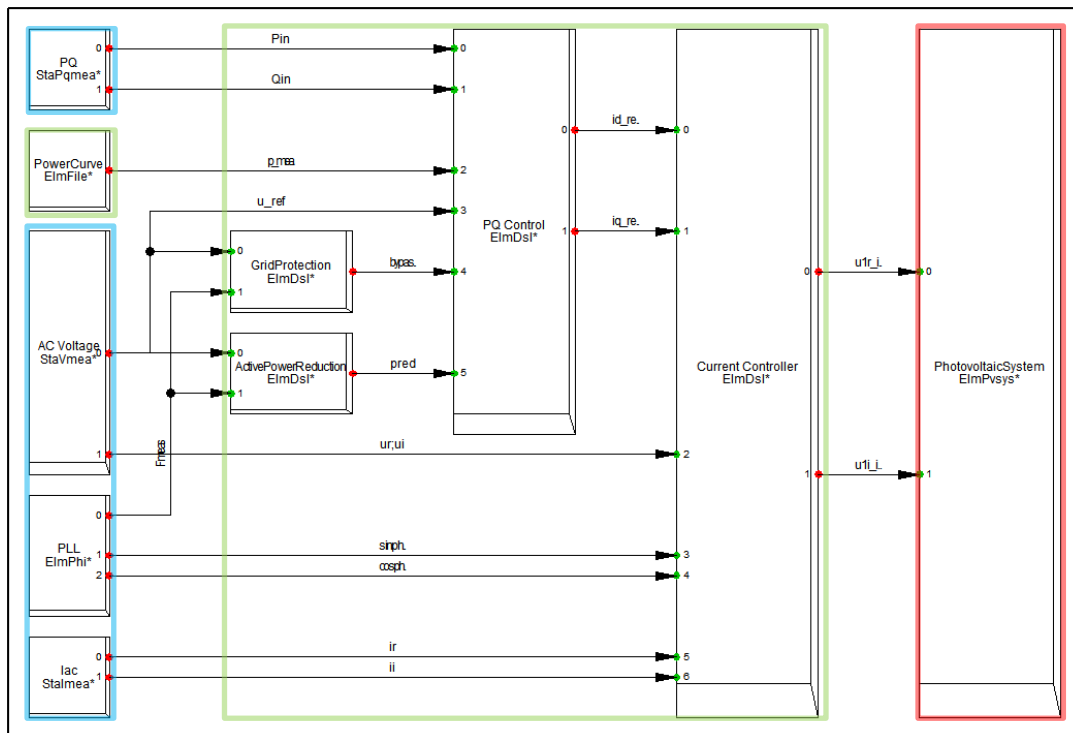 PQ
StaPqmea*
0
1
Pin
Qin
0
1
PowerCurve
ElmFile*
p_mea
2
u_ref
3
PQ Control
ElmDsl*
0
1
id_re.
iq_re.
0
1
0
1
GridProtection
ElmDsl*
bypas.
4
0
1
ActivePowerReduction
ElmDsl*
pred
5
AC Voltage
StaVmea*
0
1
Fmeas
ur;ui
2
Current Controller
ElmDsl*
0
1
u1r_i.
u1i_i.
0
1
PhotovoltaicSystem
ElmPvsys*
PLL
ElmPhi*
0
1
2
sinph.
cosph.
3
4
Iac
StaImea*
0
1
ir
ii
5
6